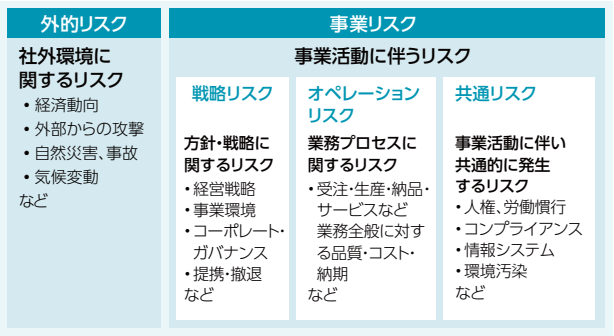 外的リスク
社外環境に
関するリスク
• 経済動向
• 外部からの攻撃
• 自然災害、事故
• 気候変動
など
事業リスク
事業活動に伴うリスク
戦略リスク
方針・戦略に
関するリスク
• 経営戦略
• 事業環境
• コーポレート・
ガバナンス
• 提携・撤退
など
オペレーション
リスク
業務プロセスに
関するリスク
• 受注・生産・納品・
サービスなど
業務全般に対す
る品質・コスト・
納期
など
共通リスク
事業活動に伴い
共通的に発生
するリスク
• 人権、労働慣行
• コンプライアンス
• 情報システム
• 環境汚染
など